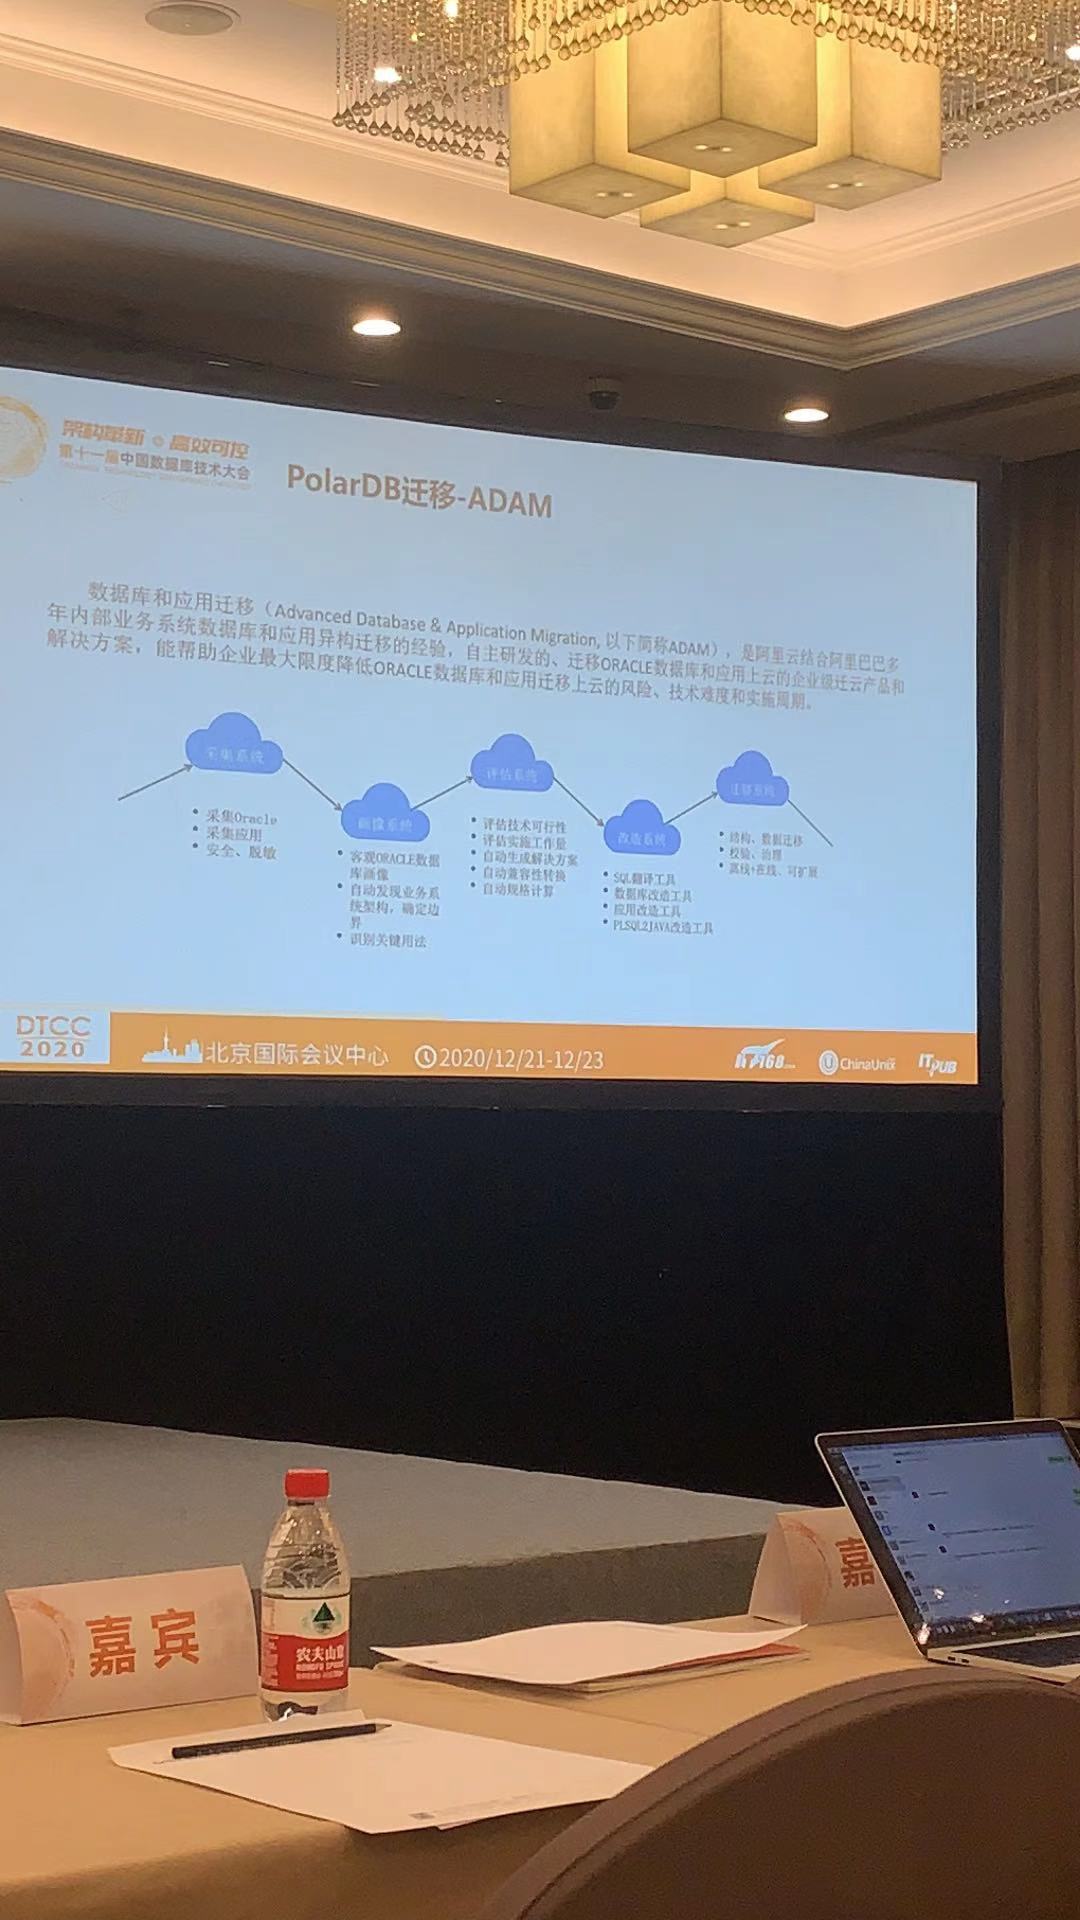 架构革新 高效可控
第十一届中国数据库技术大会
PolarDB迁移-ADAM
数据库和应用迁移（Advanced Database & Application Migration, 以下简称ADAM），是阿里云结合阿里巴巴多
年内部业务系统数据库和应用异构迁移的经验，自主研发的、迁移ORACLE数据库和应用上云的企业级迁云产品和
解决方案，能帮助企业最大限度降低ORACLE数据库和应用迁移上云的风险、技术难度和实施周期。
采集系统
• 采集Oracle
• 采集应用
• 安全、脱敏
画像系统
• 客观ORACLE数据
库画像
• 自动发现业务系
统架构，确定边
界
• 识别关键用法
评估系统
• 评估技术可行性
• 评估实施工作量
• 自动生成解决方案
• 自动兼容性转换
• 自动规格计算
改造系统
• SQL翻译工具
• 数据库改造工具
• 应用改造工具
• PLSQL2JAVA改造工具
迁移系统
• 结构、数据迁移
• 校验、治理
• 离线+在线、可扩展
DTCC
2020
北京国际会议中心
2020/12/21-12/23
IT168.com
ChinaUnix
ITPUB
嘉宾
农夫山泉
NONGFU SPRING
嘉